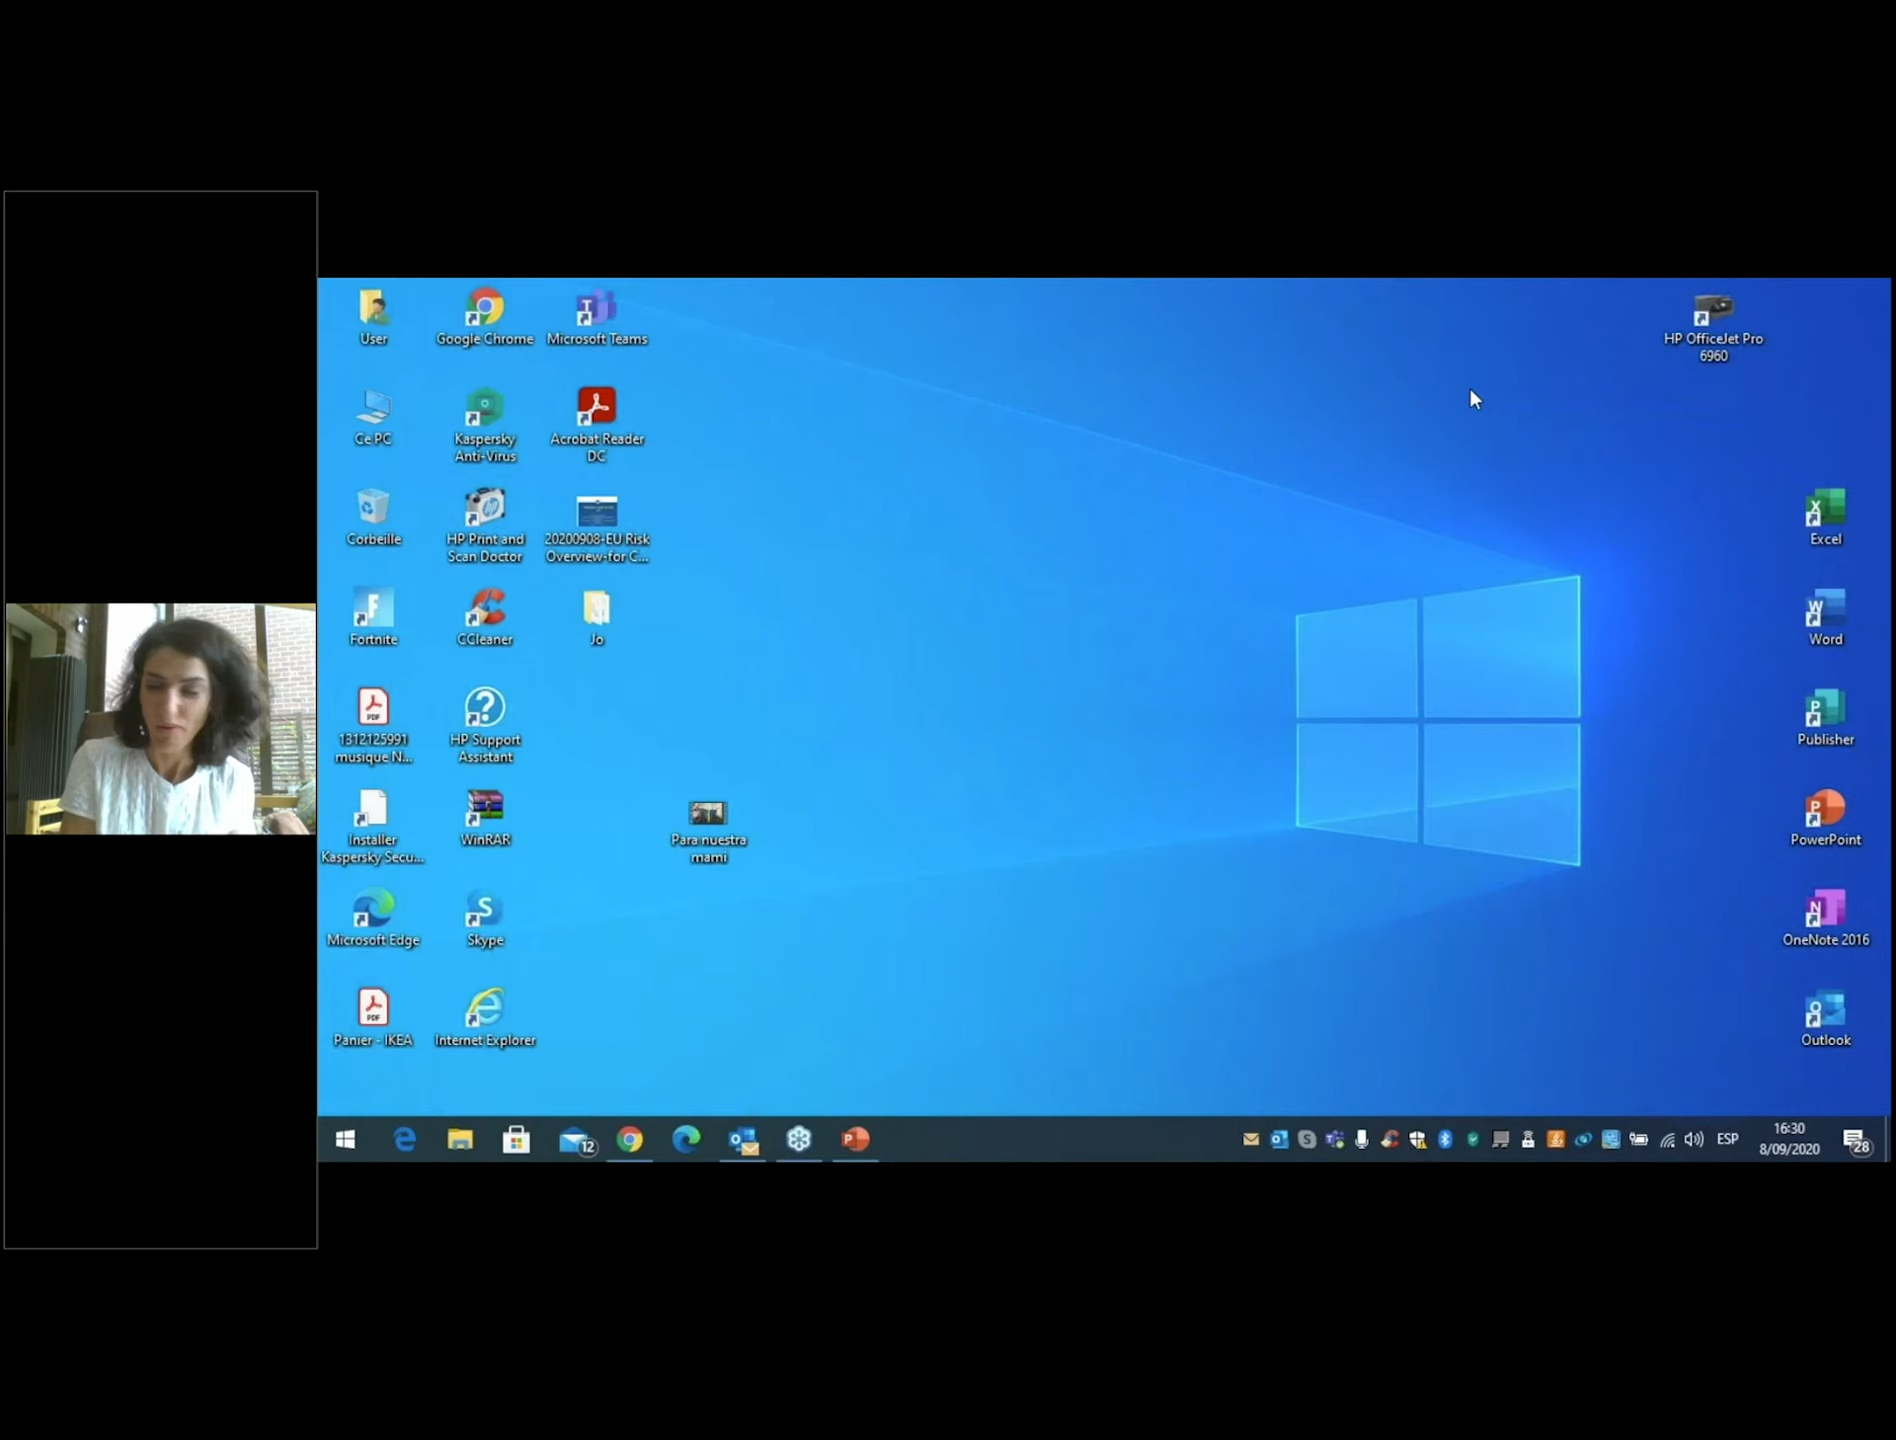 User
Google Chrome
Microsoft Teams
HP OfficeJet Pro
6960
Ce PC
Kaspersky
Anti-Virus
Acrobat Reader
DC
Corbeille
HP Print and
Scan Doctor
20200908-EU Risk
Overview-for C...
Excel
Fortnite
CCleaner
Jo
Word
1312125991
musique N...
HP Support
Assistant
Publisher
Installer
Kaspersky Secu...
WinRAR
Para nuestra
mami
PowerPoint
Microsoft Edge
Skype
OneNote 2016
Panier - IKEA
Internet Explorer
Outlook
12
ESP
16:30
8/09/2020
28